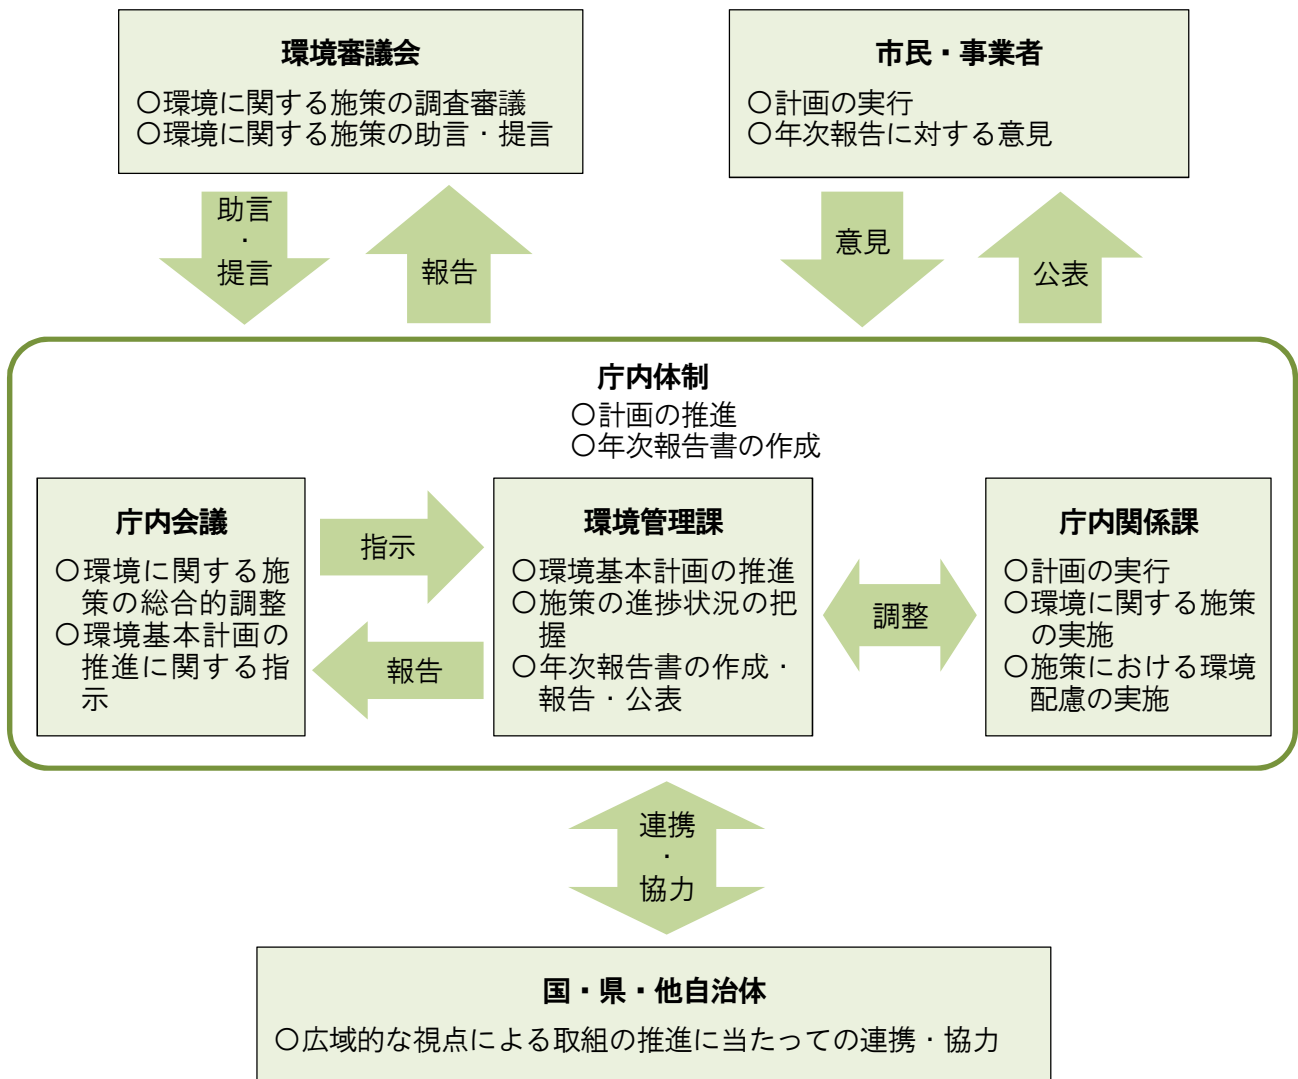 環境審議会
〇環境に関する施策の調査審議
〇環境に関する施策の助言・提言
市民・事業者
〇計画の実行
〇年次報告に対する意見
助言
・
提言
報告
意見
公表
庁内体制
〇計画の推進
〇年次報告書の作成
庁内会議
〇環境に関する施
策の総合的調整
〇環境基本計画の
推進に関する指
示
指示
報告
環境管理課
〇環境基本計画の推進
〇施策の進捗状況の把
握
〇年次報告書の作成・
報告・公表
調整
庁内関係課
〇計画の実行
〇環境に関する施策
の実施
〇施策における環境
配慮の実施
連携
・
協力
国・県・他自治体
〇広域的な視点による取組の推進に当たっての連携・協力